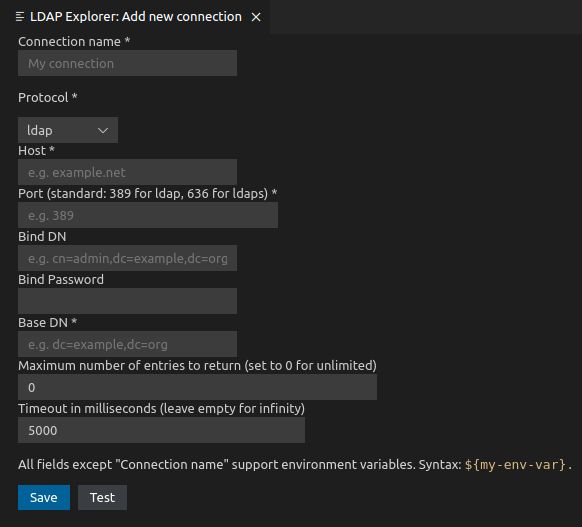 LDAP Explorer: Add new connection
Connection name *
My connection
Protocol *
ldap
Host *
e.g. example.net
Port (standard: 389 for ldap, 636 for ldaps) *
e.g. 389
Bind DN
e.g. cn=admin,dc=example,dc=org
Bind Password
Base DN *
e.g. dc=example,dc=org
Maximum number of entries to return (set to 0 for unlimited)
0
Timeout in milliseconds (leave empty for infinity)
5000
All fields except "Connection name" support environment variables. Syntax: ${my-env-var}.
Save Test